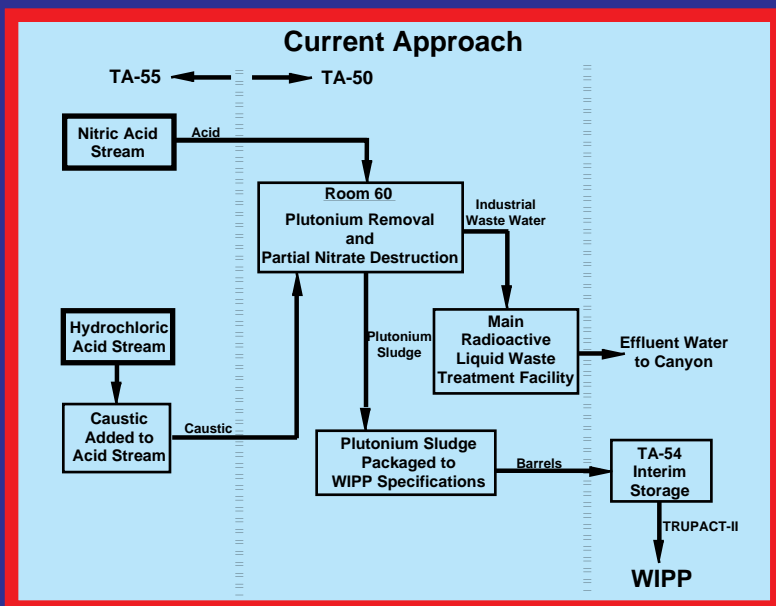 Current Approach
TA-55
TA-50
Nitric Acid
Stream
Acid
Room 60
Plutonium Removal
and
Partial Nitrate Destruction
Industrial
Waste Water
Hydrochloric
Acid Stream
Plutonium
Sludge
Main
Radioactive
Liquid Waste
Treatment Facility
Effluent Water
to Canyon
Caustic
Added to
Acid Stream
Caustic
Plutonium Sludge
Packaged to
WIPP Specifications
Barrels
TA-54
Interim
Storage
TRUPACT-II
WIPP